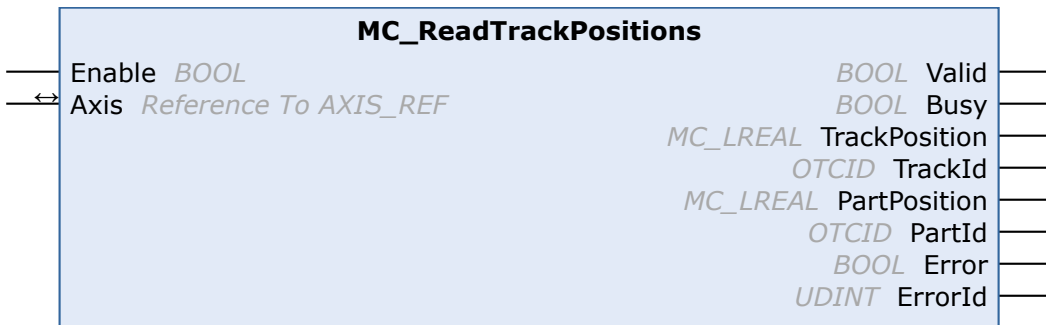 MC_ReadTrackPositions
Enable BOOL BOOL Valid
Axis Reference To AXIS_REF BOOL Busy
MC_LREAL TrackPosition
OTCID TrackId
MC_LREAL PartPosition
OTCID PartId
BOOL Error
UDINT ErrorId